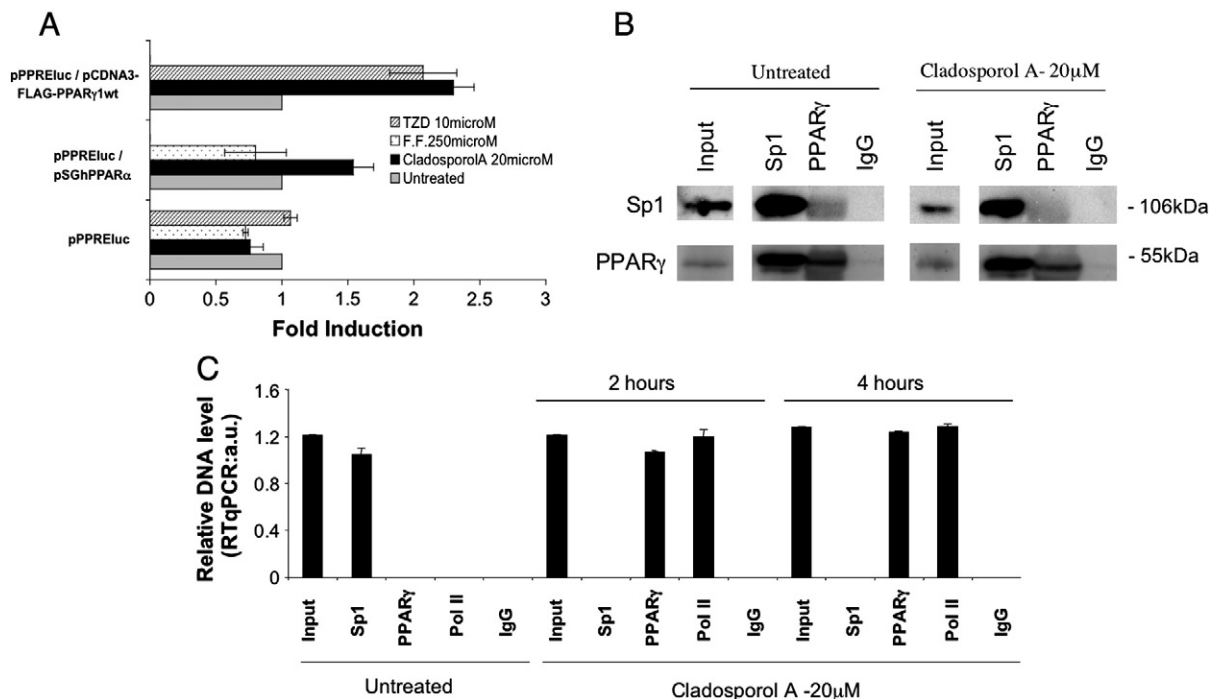 A
pPPREluc / pCDNA3-
FLAG-PPARγ1wt
pPPREluc /
pSGhPPARα
pPPREluc
TZD 10microM
F.F.250microM
CladosporolA 20microM
Untreated
0 0.5 1 1.5 2 2.5 3
Fold Induction
B
Untreated
Cladosporol A- 20µM
Input Sp1 PPARγ IgG Input Sp1 PPARγ IgG
Sp1
- 106kDa
PPARγ
- 55kDa
C
2 hours
4 hours
Relative DNA level
(RTqPCR:a.u.)
1.6
1.2
0.8
0.4
0
Input Sp1 PPARγ Pol II IgG Input Sp1 PPARγ Pol II IgG Input Sp1 PPARγ Pol II IgG
Untreated
Cladosporol A -20µM